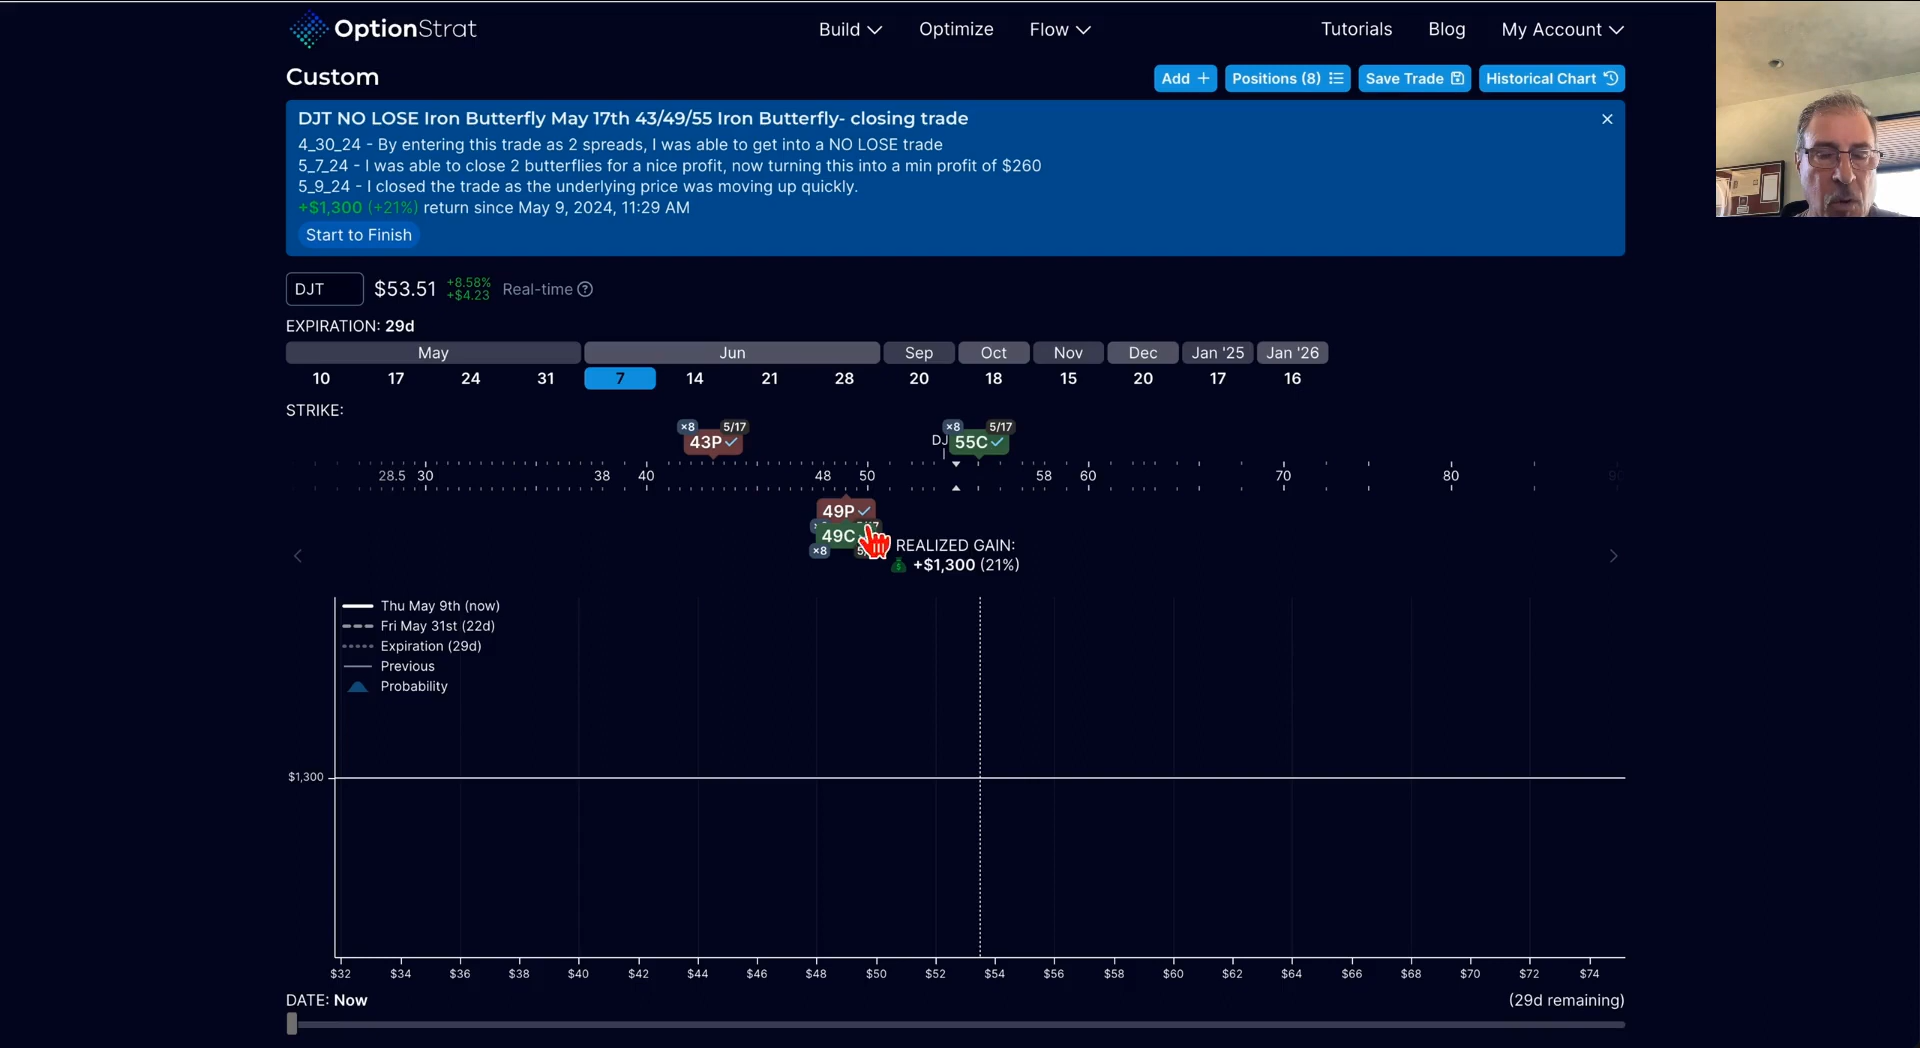 OptionStrat
Build
Optimize
Flow
Tutorials
Blog
My Account
Custom
Add +
Positions (8)
Save Trade
Historical Chart
DJT NO LOSE Iron Butterfly May 17th 43/49/55 Iron Butterfly- closing trade
4_30_24 - By entering this trade as 2 spreads, I was able to get into a NO LOSE trade
5_7_24 - I was able to close 2 butterflies for a nice profit, now turning this into a min profit of $260
5_9_24 - I closed the trade as the underlying price was moving up quickly.
+$1,300 (+21%) return since May 9, 2024, 11:29 AM
Start to Finish
DJT $53.51 +8.58% +$4.23 Real-time ?
EXPIRATION: 29d
May Jun Sep Oct Nov Dec Jan '25 Jan '26
10 17 24 31 7 14 21 28 20 18 15 20 17 16
STRIKE:
×8 5/17 ×8 5/17
43P DJ 55C
28.5 30 38 40 48 50 58 60 70 80 90
49P
49C
×8
REALIZED GAIN:
+$1,300 (21%)
Thu May 9th (now)
Fri May 31st (22d)
Expiration (29d)
Previous
Probability
$1,300
$32 $34 $36 $38 $40 $42 $44 $46 $48 $50 $52 $54 $56 $58 $60 $62 $64 $66 $68 $70 $72 $74
DATE: Now (29d remaining)